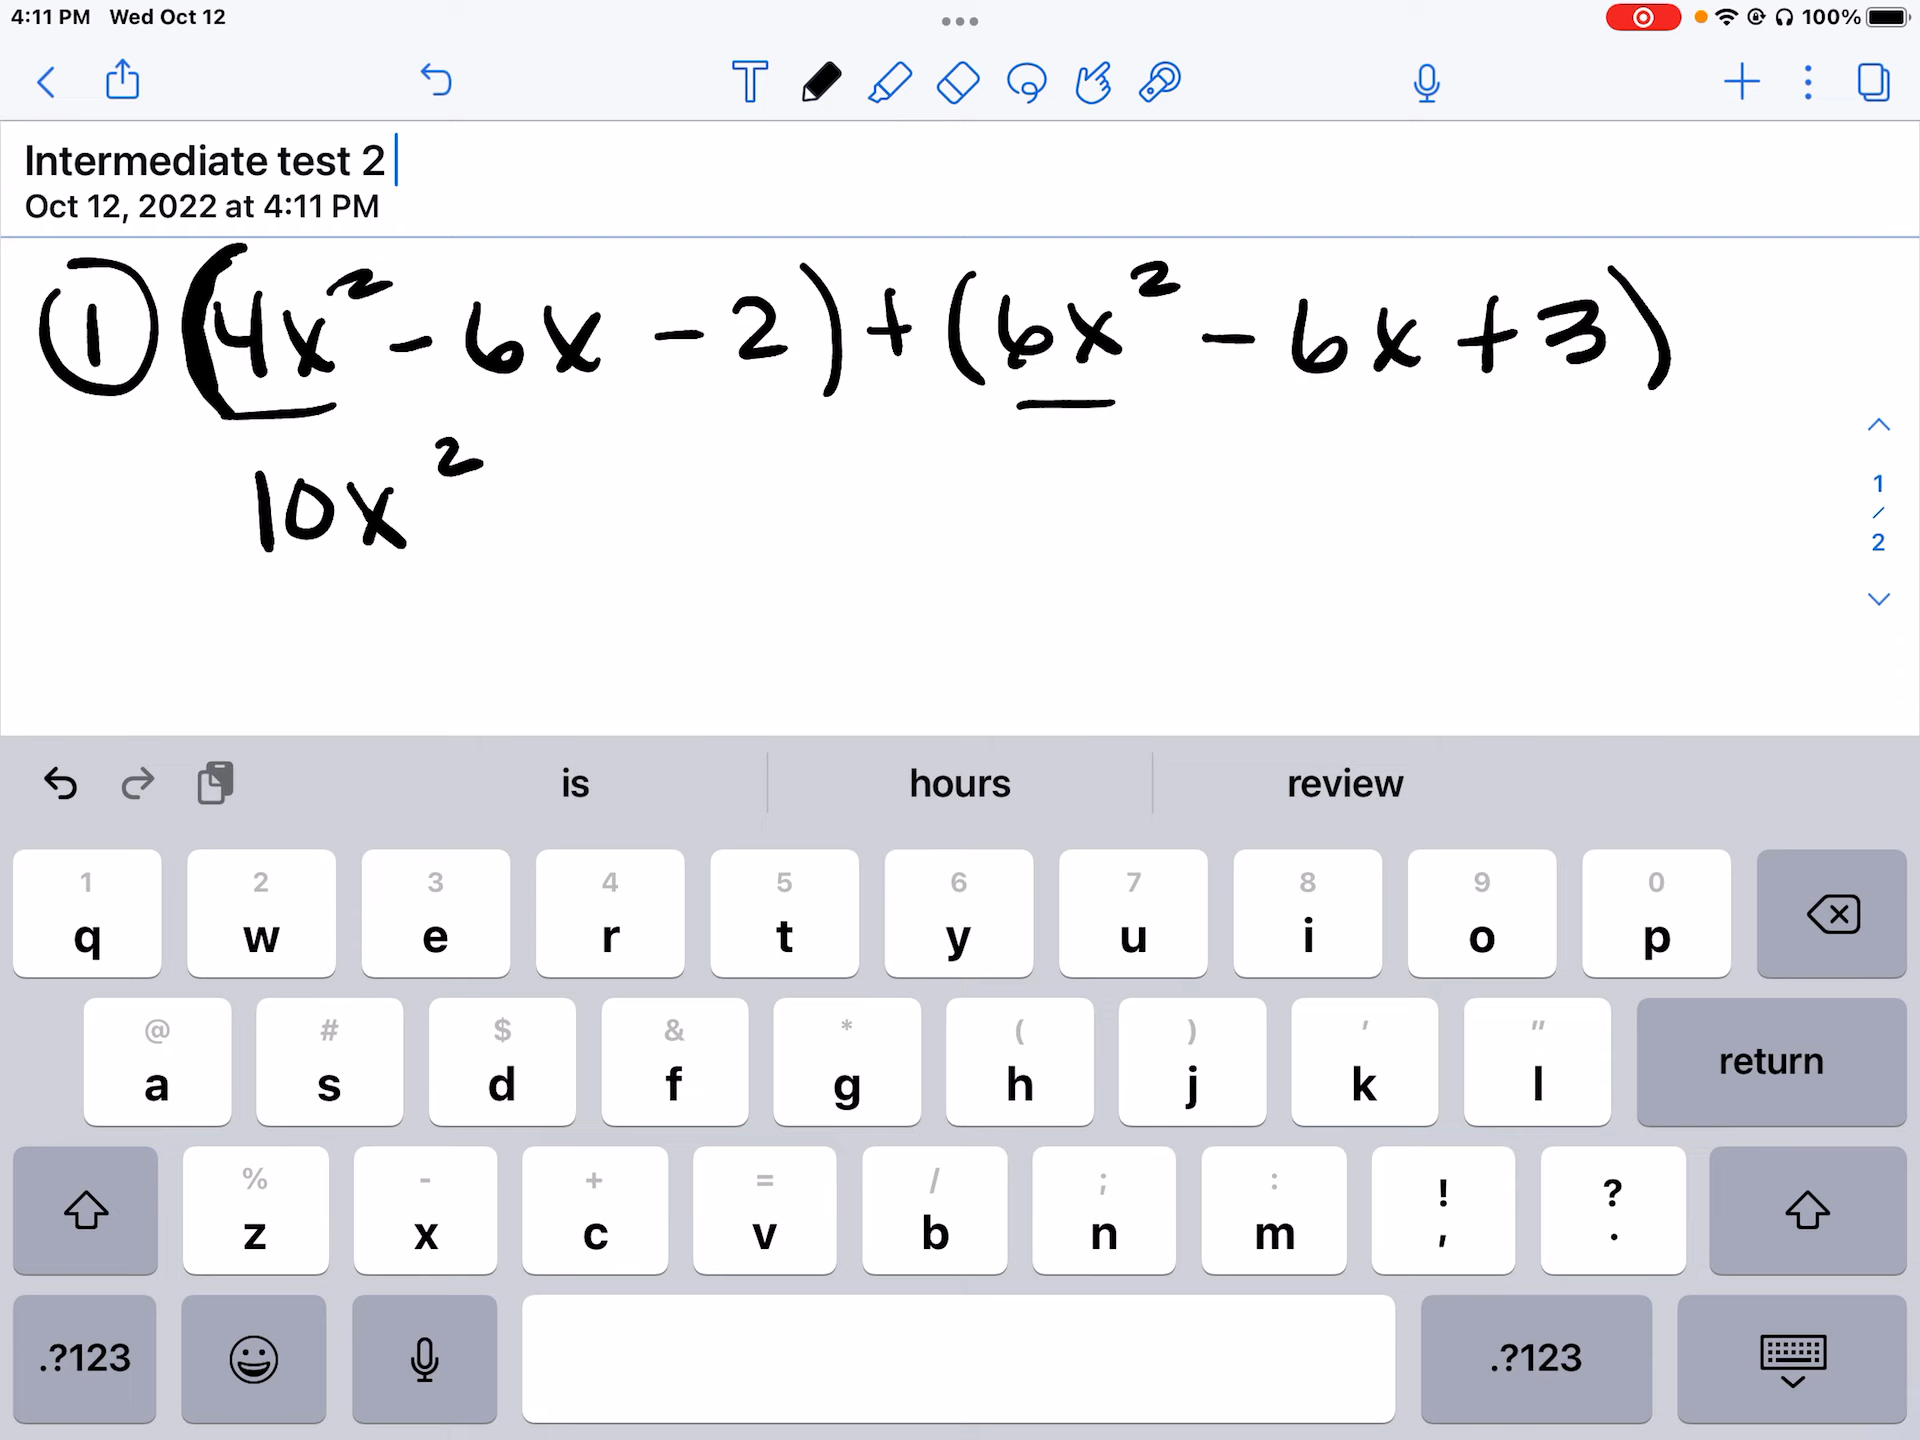 4:11 PM Wed Oct 12 100%
Intermediate test 2
Oct 12, 2022 at 4:11 PM
① (4x² - 6x - 2) + (6x² - 6x + 3)
10x²
1
/
2
is hours review
1 2 3 4 5 6 7 8 9 0
q w e r t y u i o p
@ # $ & * ( ) ' "
a s d f g h j k l return
% - + = / ; : ! ?
z x c v b n m , .
.?123 .?123